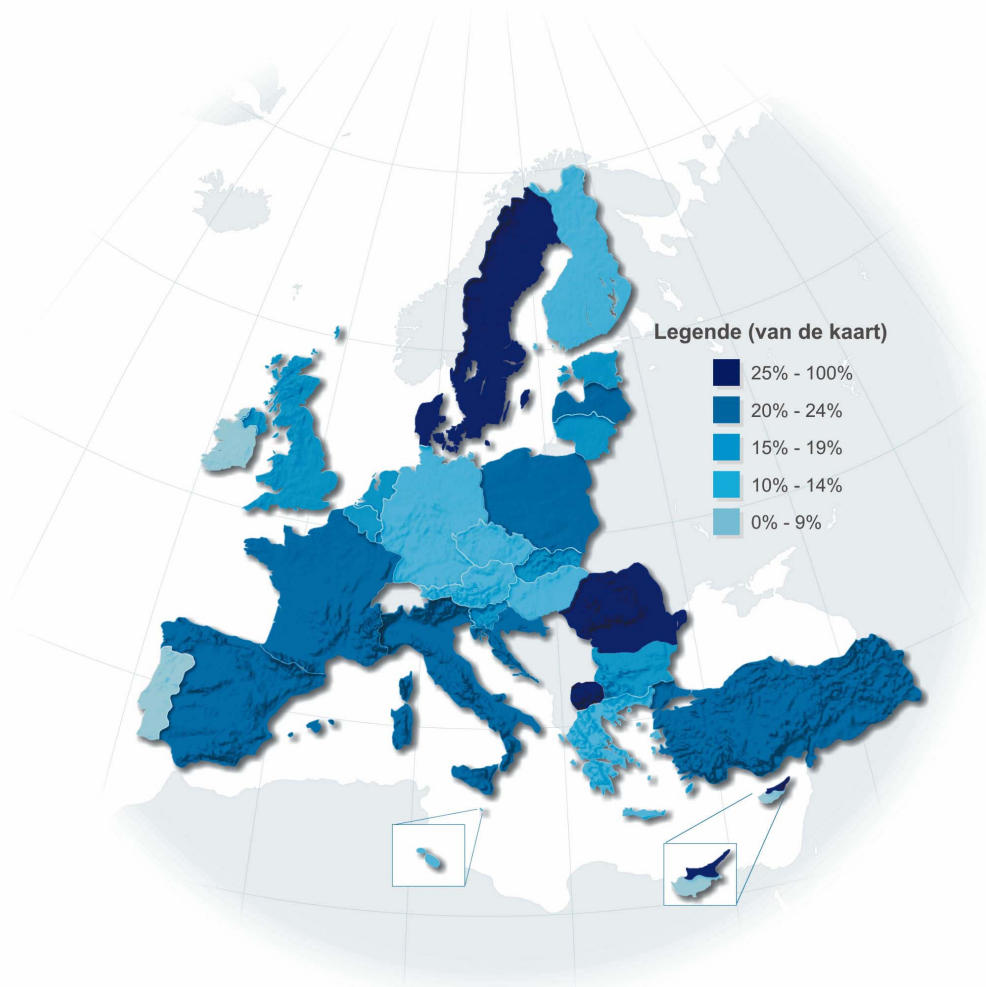 Legende (van de kaart)
25% - 100%
20% - 24%
15% - 19%
10% - 14%
0% - 9%